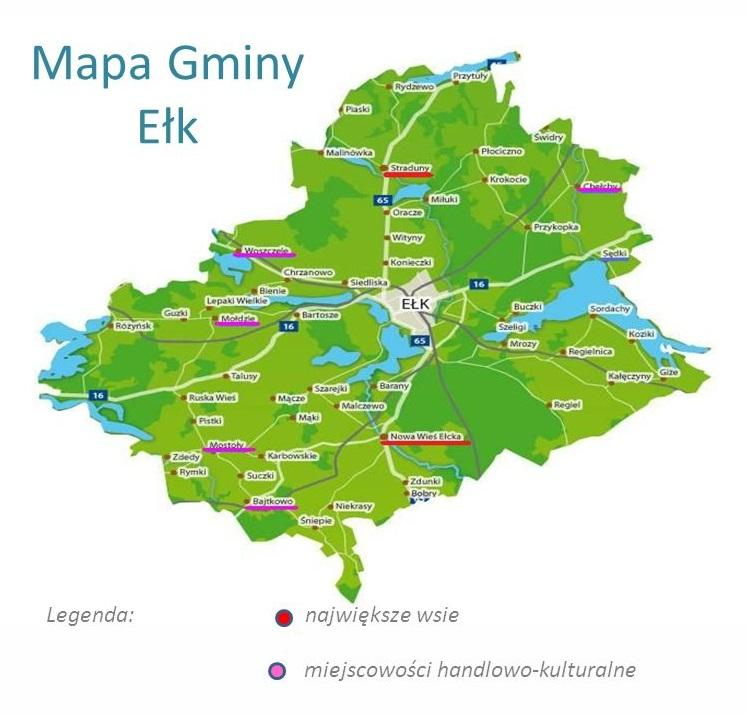 Mapa Gminy
Ełk
Przytuły
Rydzewo
Piaski
Świdry
Malinówka
Płociczno
Straduny
Krokocie
Chełchy
65
Miłuki
Oracze
Przykopka
Wityny
Woszczele
Sędki
Konieczki
Chrzanowo
Siedliska
16
Bienie
Lepaki Wielkie
EŁK
Buczki
Sordachy
Guzki
Mołdzie
Bartosze
Różyńsk
16
Szeligi
Koziki
65
Mrozy
Regielnica
Talusy
Giże
Kałęczyny
Szarejki
Barany
16
Ruska Wieś
Mącze
Malczewo
Regiel
Pistki
Mąki
Nowa Wieś Ełcka
Mostołty
Zdedy
Karbowskie
Rymki
Suczki
Zdunki
Bobry
Bajtkowo
Niekrasy
Śniepie
Legenda:
największe wsie
miejscowości handlowo-kulturalne